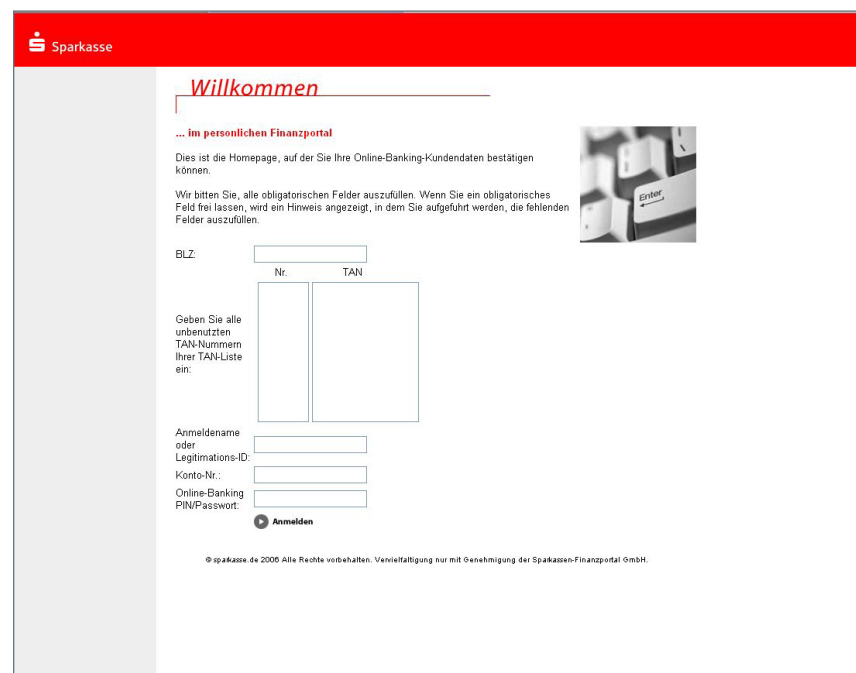 Sparkasse
Willkommen
... im personlichen Finanzportal
Dies ist die Homepage, auf der Sie Ihre Online-Banking-Kundendaten bestätigen
können.
Wir bitten Sie, alle obligatorischen Felder auszufüllen. Wenn Sie ein obligatorisches
Feld frei lassen, wird ein Hinweis angezeigt, in dem Sie aufgefuhrt werden, die fehlenden
Felder auszufüllen.
Enter
BLZ:
Nr. TAN
Geben Sie alle
unbenutzten
TAN-Nummern
Ihrer TAN-Liste
ein:
Anmeldename
oder
Legitimations-ID:
Konto-Nr.:
Online-Banking
PIN/Passwort:
Anmelden
© sparkasse.de 2006 Alle Rechte vorbehalten. Vervielfaltigung nur mit Genehmigung der Sparkassen-Finanzportal GmbH.